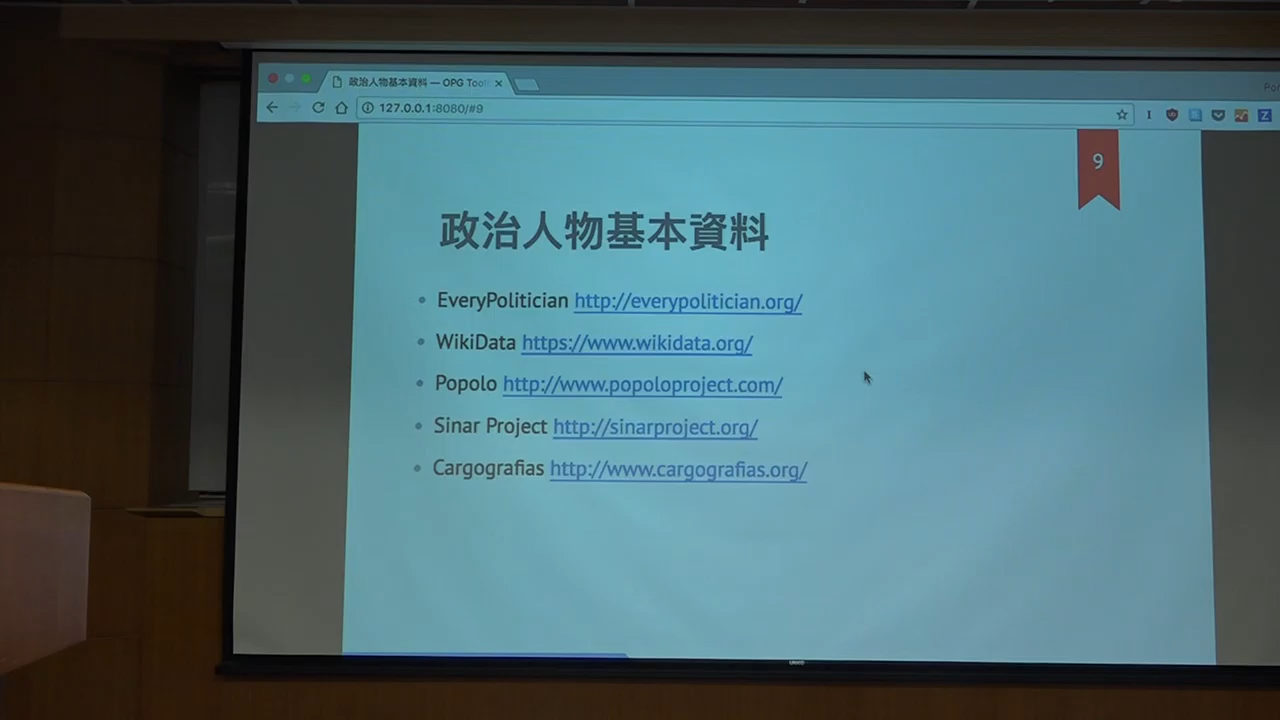 政治人物基本資料 — OPG Tool
127.0.0.1:8080/#9
9
政治人物基本資料
EveryPolitician http://everypolitician.org/
WikiData https://www.wikidata.org/
Popolo http://www.popoloproject.com/
Sinar Project http://sinarproject.org/
Cargografias http://www.cargografias.org/